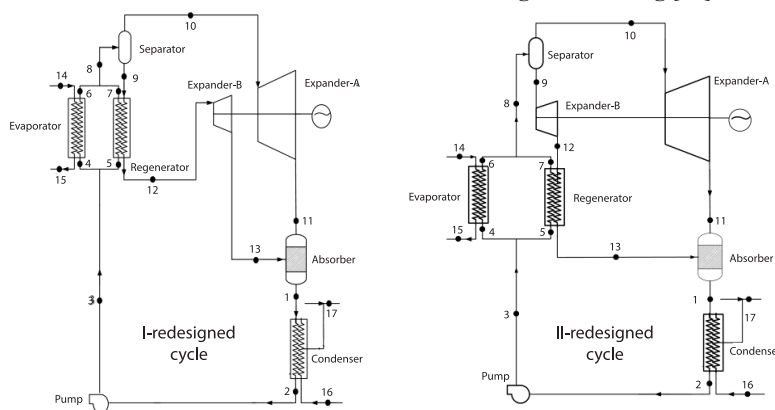 10
Separator
8
9
14
Expander-B
Expander-A
6
7
Evaporator
4
5
Regenerator
15
12
11
13
Absorber
3
1
17
I-redesigned
cycle
Condenser
Pump
2
16
10
Separator
9
8
Expander-B
Expander-A
12
14
6
7
Evaporator
Regenerator
15
4
5
11
13
Absorber
3
1
17
II-redesigned
cycle
Condense
Pump
2
16